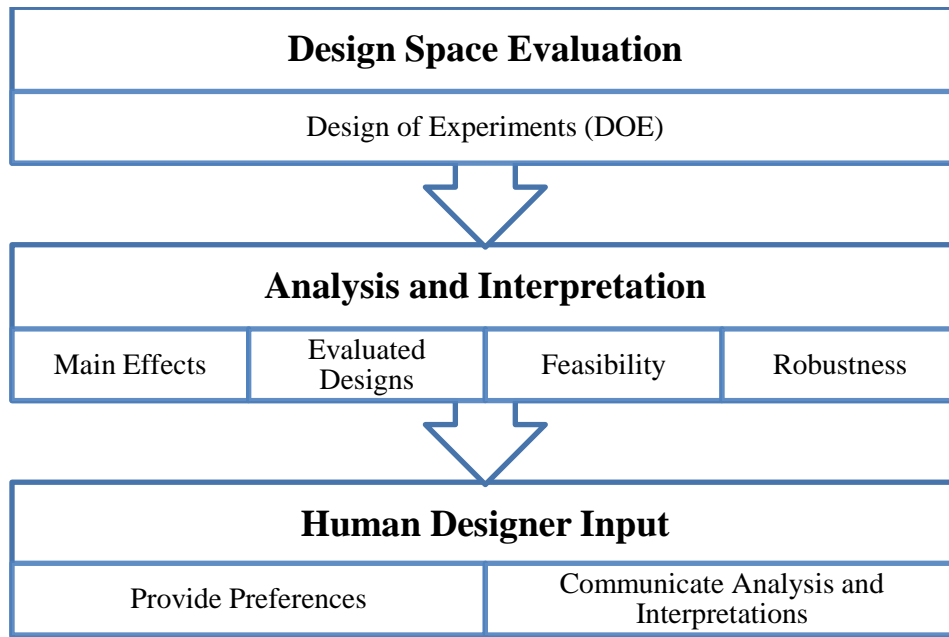 Design Space Evaluation
Design of Experiments (DOE)
Analysis and Interpretation
Main Effects
Evaluated
Designs
Feasibility
Robustness
Human Designer Input
Provide Preferences
Communicate Analysis and
Interpretations